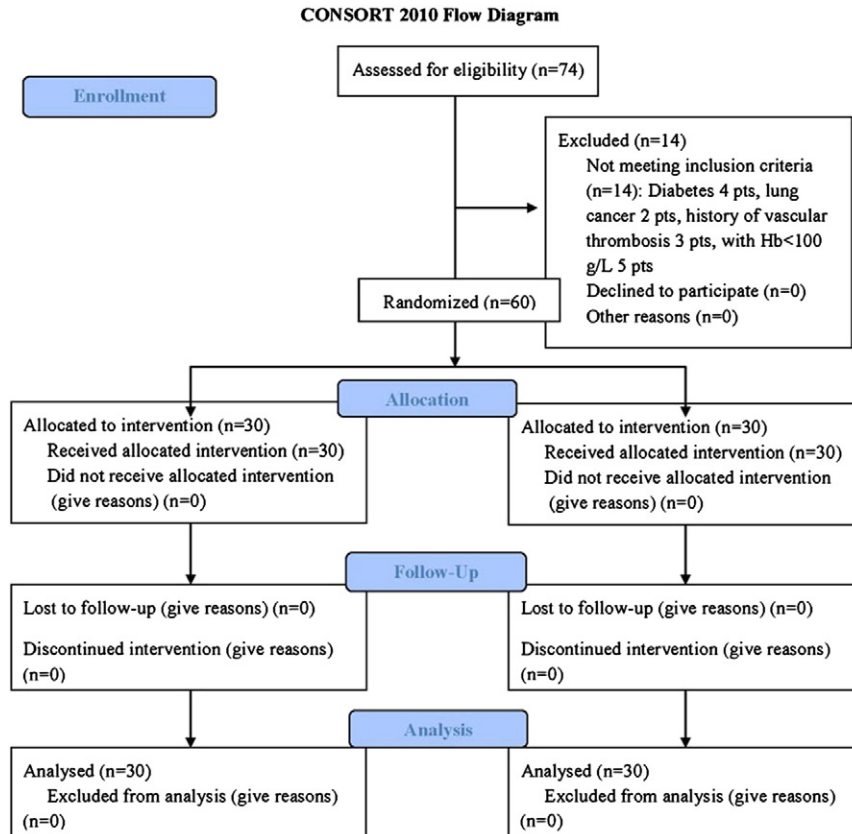 CONSORT 2010 Flow Diagram
Assessed for eligibility (n=74)
Enrollment
Excluded (n=14)
Not meeting inclusion criteria
(n=14): Diabetes 4 pts, lung
cancer 2 pts, history of vascular
thrombosis 3 pts, with Hb<100
g/L 5 pts
Declined to participate (n=0)
Other reasons (n=0)
Randomized (n=60)
Allocation
Allocated to intervention (n=30)
Received allocated intervention (n=30)
Did not receive allocated intervention
(give reasons) (n=0)
Allocated to intervention (n=30)
Received allocated intervention (n=30)
Did not receive allocated intervention
(give reasons) (n=0)
Follow-Up
Lost to follow-up (give reasons) (n=0)
Discontinued intervention (give reasons)
(n=0)
Lost to follow-up (give reasons) (n=0)
Discontinued intervention (give reasons)
(n=0)
Analysis
Analysed (n=30)
Excluded from analysis (give reasons)
(n=0)
Analysed (n=30)
Excluded from analysis (give reasons)
(n=0)